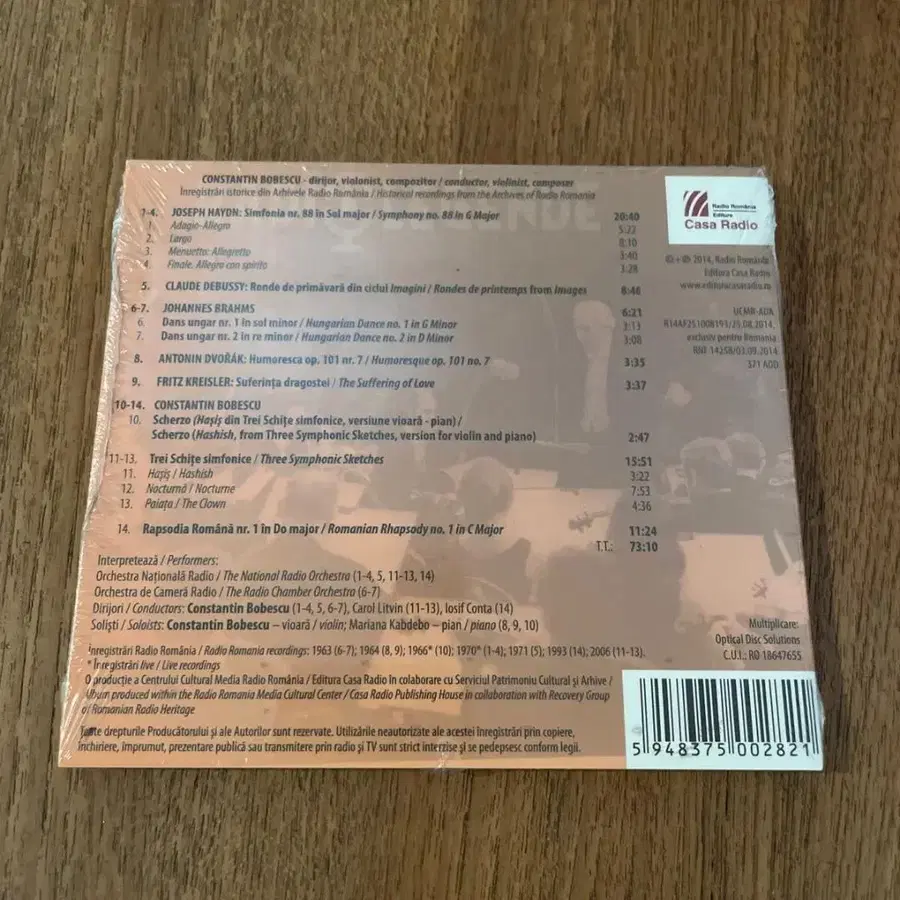 CONSTANTIN BOBESCU - dirijor, violonist, compozitor / conductor, violinist, composer
Înregistrări istorice din Arhivele Radio România / Historical recordings from the Archives of Radio Romania
LEGENDE
1-4. JOSEPH HAYDN: Simfonia nr. 88 în Sol major / Symphony no. 88 in G Major 20:40
1. Adagio-Allegro 5:22
2. Largo 8:10
3. Menuetto: Allegretto 3:40
4. Finale. Allegro con spirito 3:28
5. CLAUDE DEBUSSY: Ronde de primăvară din ciclul Imagini / Rondes de printemps from Images 8:48
6-7. JOHANNES BRAHMS 6:21
6. Dans ungar nr. 1 în sol minor / Hungarian Dance no. 1 in G Minor 3:13
7. Dans ungar nr. 2 în re minor / Hungarian Dance no. 2 in D Minor 3:08
8. ANTONIN DVOŘÁK: Humoresca op. 101 nr. 7 / Humoresque op. 101 no. 7 3:35
9. FRITZ KREISLER: Suferința dragostei / The Suffering of Love 3:37
10-14. CONSTANTIN BOBESCU
10. Scherzo (Hașiș din Trei Schițe simfonice, versiune vioară - pian) /
Scherzo (Hashish, from Three Symphonic Sketches, version for violin and piano) 2:47
11-13. Trei Schițe simfonice / Three Symphonic Sketches 15:51
11. Hașiș / Hashish 3:22
12. Nocturnă / Nocturne 7:53
13. Paiața / The Clown 4:36
14. Rapsodia Română nr. 1 în Do major / Romanian Rhapsody no. 1 in C Major 11:24
T.T.: 73:10
Interpretează / Performers:
Orchestra Națională Radio / The National Radio Orchestra (1-4, 5, 11-13, 14)
Orchestra de Cameră Radio / The Radio Chamber Orchestra (6-7)
Dirijori / Conductors: Constantin Bobescu (1-4, 5, 6-7), Carol Litvin (11-13), Iosif Conta (14)
Soliști / Soloists: Constantin Bobescu – vioară / violin; Mariana Kabdebo – pian / piano (8, 9, 10)
Înregistrări Radio România / Radio Romania recordings: 1963 (6-7); 1964 (8, 9); 1966* (10); 1970* (1-4); 1971 (5); 1993 (14); 2006 (11-13).
* Înregistrări live / Live recordings
O producție a Centrului Cultural Media Radio România / Editura Casa Radio în colaborare cu Serviciul Patrimoniu Cultural și Arhive /
Album produced within the Radio Romania Media Cultural Center / Casa Radio Publishing House in collaboration with Recovery Group
of Romanian Radio Heritage
Toate drepturile Producătorului și ale Autorilor sunt rezervate. Utilizările neautorizate ale acestei înregistrări prin copiere,
închiriere, împrumut, prezentare publică sau transmitere prin radio și TV sunt strict interzise și se pedepsesc conform legii.
Radio România
Editura
Casa Radio
℗ + © 2014, Radio România
Editura Casa Radio
www.edituracasaradio.ro
UCMR-ADA
R14AF2510088193/25.08.2014,
exclusiv pentru Romania
RNF 14258/03.09.2014
371 ADD
Multiplicare:
Optical Disc Solutions
C.U.I.: RO 18647655
5 948375 002821